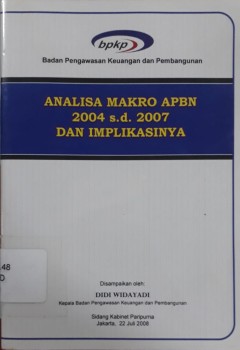 bpkp
Badan Pengawasan Keuangan dan Pembangunan
ANALISA MAKRO APBN
2004 s.d. 2007
DAN IMPLIKASINYA
.48
D
Disampaikan oleh:
DIDI WIDAYADI
Kepala Badan Pengawasan Keuangan dan Pembangunan
Sidang Kabinet Paripurna
Jakarta, 22 Juli 2008